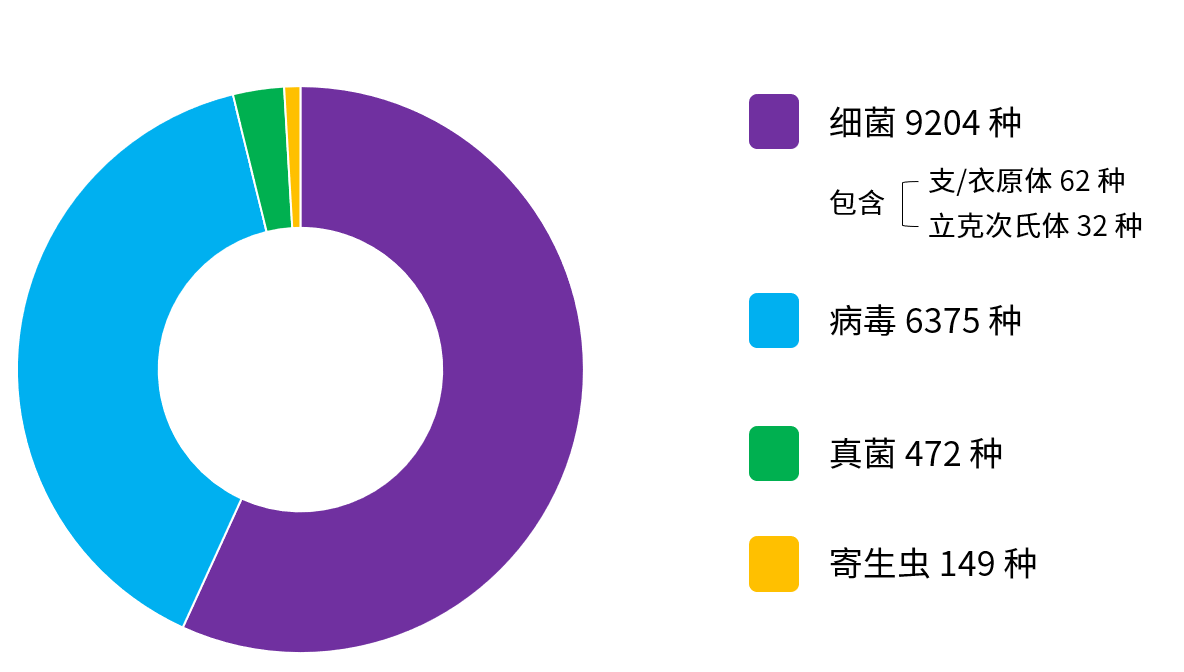 细菌 9204 种
包含
支/衣原体 62 种
立克次氏体 32 种
病毒 6375 种
真菌 472 种
寄生虫 149 种